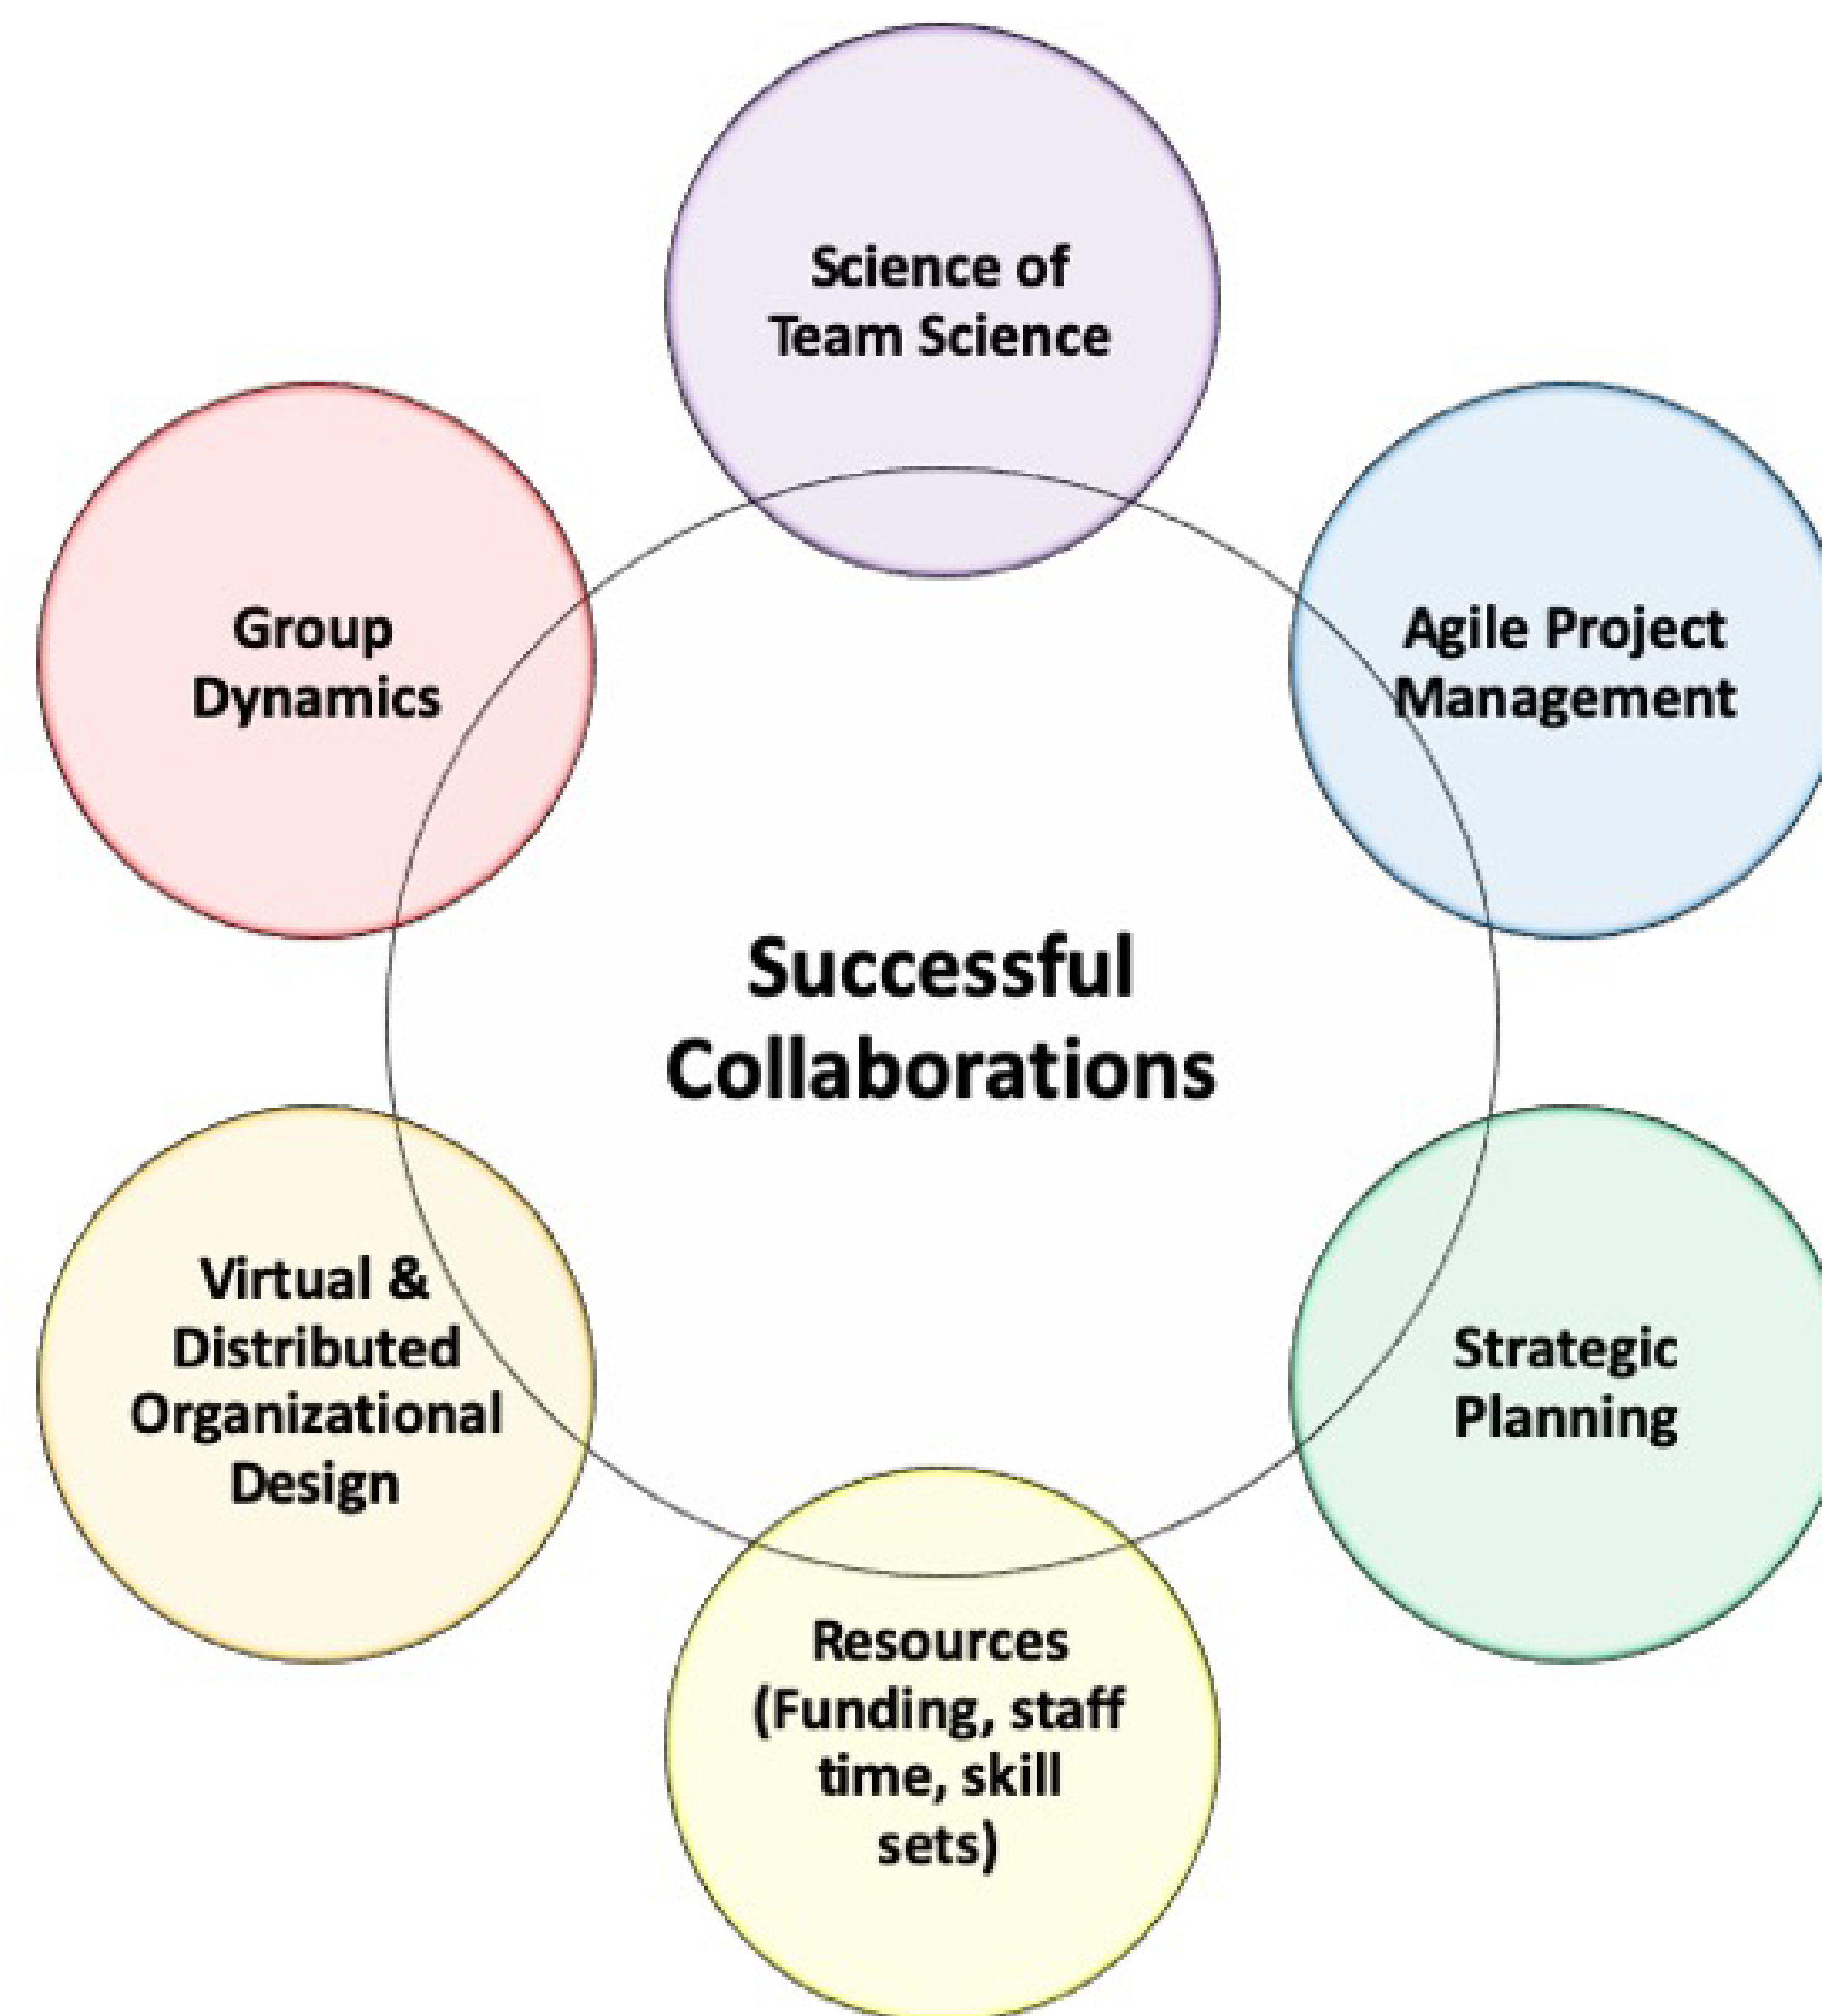 Science of
Team Science
Agile Project
Management
Strategic
Planning
Resources
(Funding, staff
time, skill
sets)
Virtual &
Distributed
Organizational
Design
Group
Dynamics
Successful
Collaborations